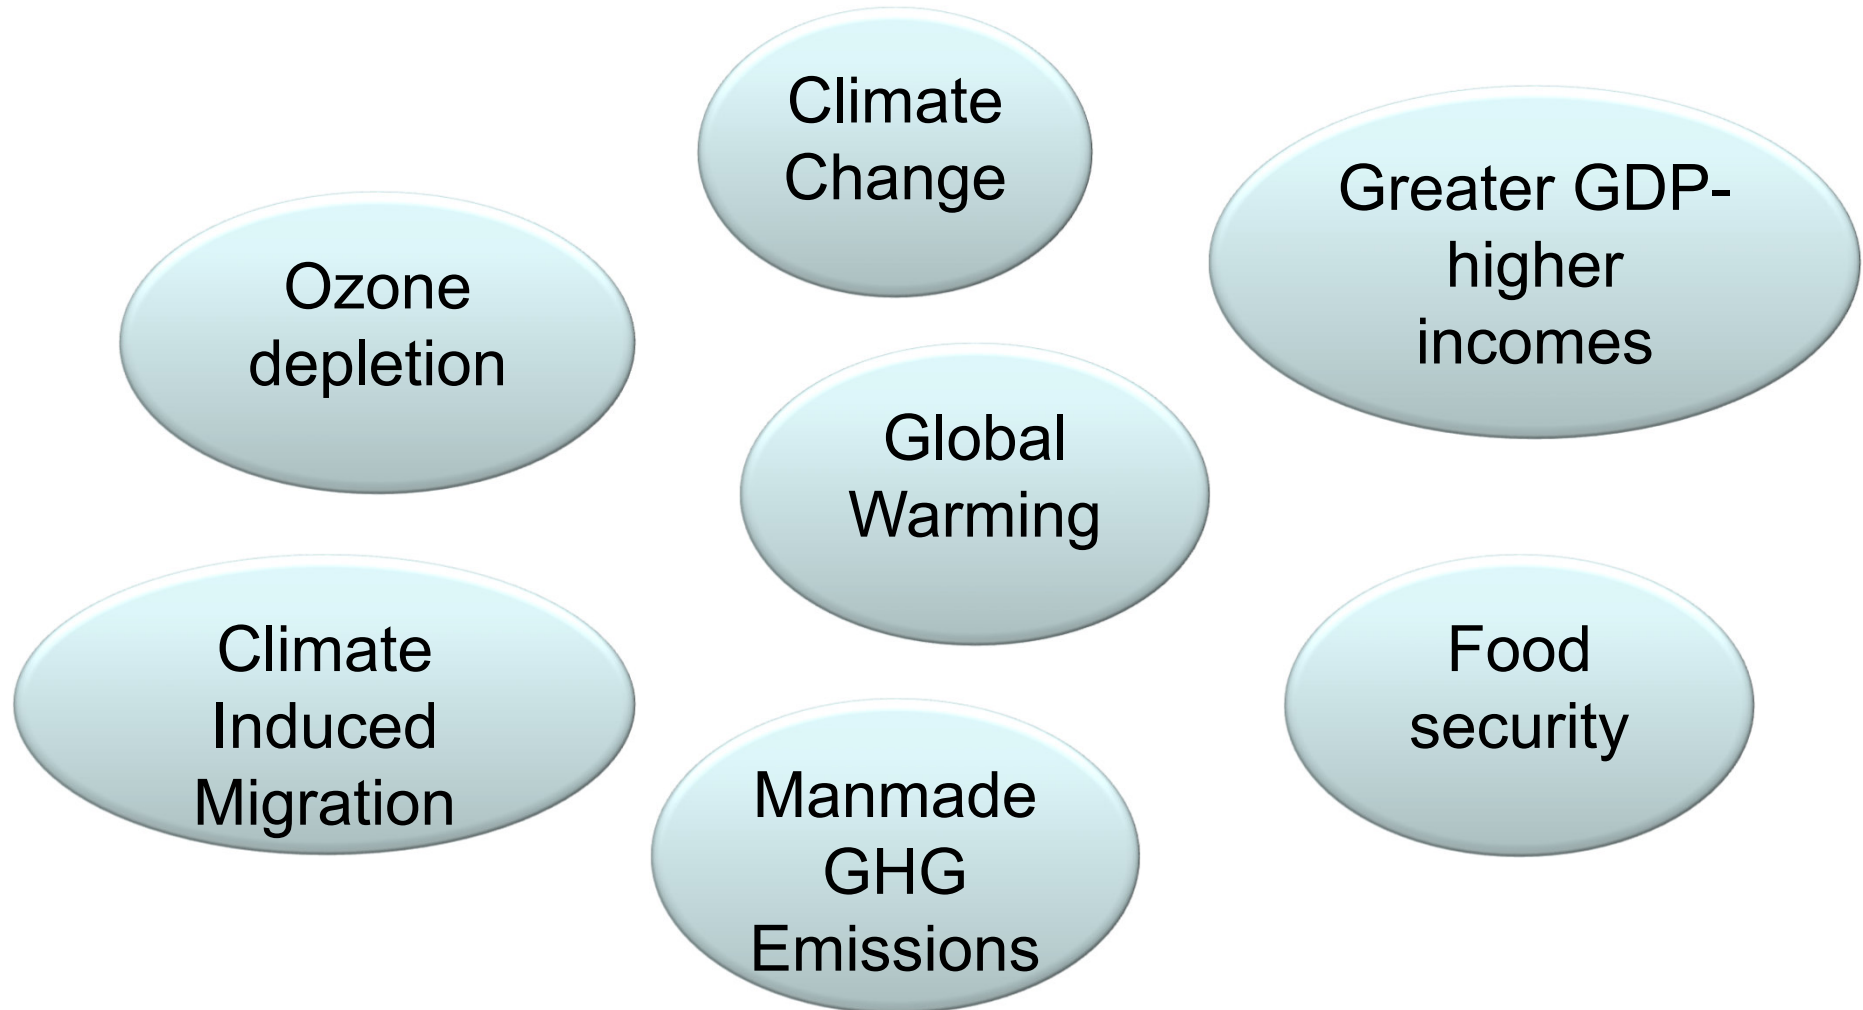 Climate
Change
Greater GDP-
higher
incomes
Ozone
depletion
Global
Warming
Climate
Induced
Migration
Food
security
Manmade
GHG
Emissions